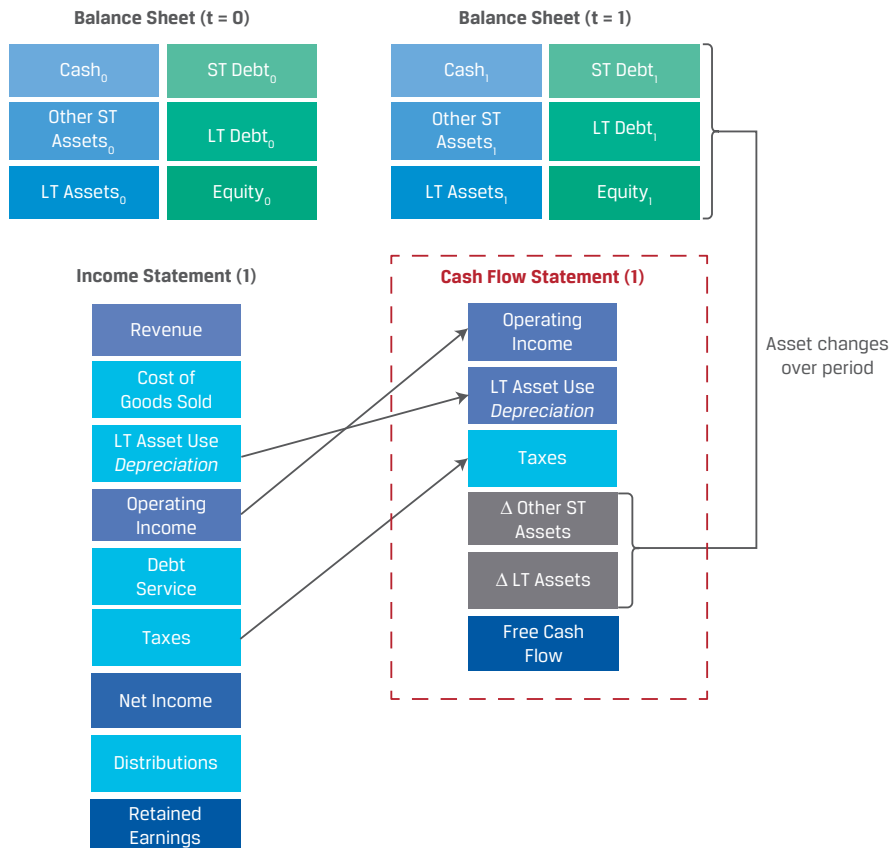 Balance Sheet (t = 0)
Balance Sheet (t = 1)
Cash₀
ST Debt₀
Other ST
Assets₀
LT Debt₀
LT Assets₀
Equity₀
Cash₁
ST Debt₁
Other ST
Assets₁
LT Debt₁
LT Assets₁
Equity₁
Income Statement (1)
Revenue
Cost of
Goods Sold
LT Asset Use
Depreciation
Operating
Income
Debt
Service
Taxes
Net Income
Distributions
Retained
Earnings
Cash Flow Statement (1)
Operating
Income
LT Asset Use
Depreciation
Taxes
Δ Other ST
Assets
Δ LT Assets
Free Cash
Flow
Asset changes
over period